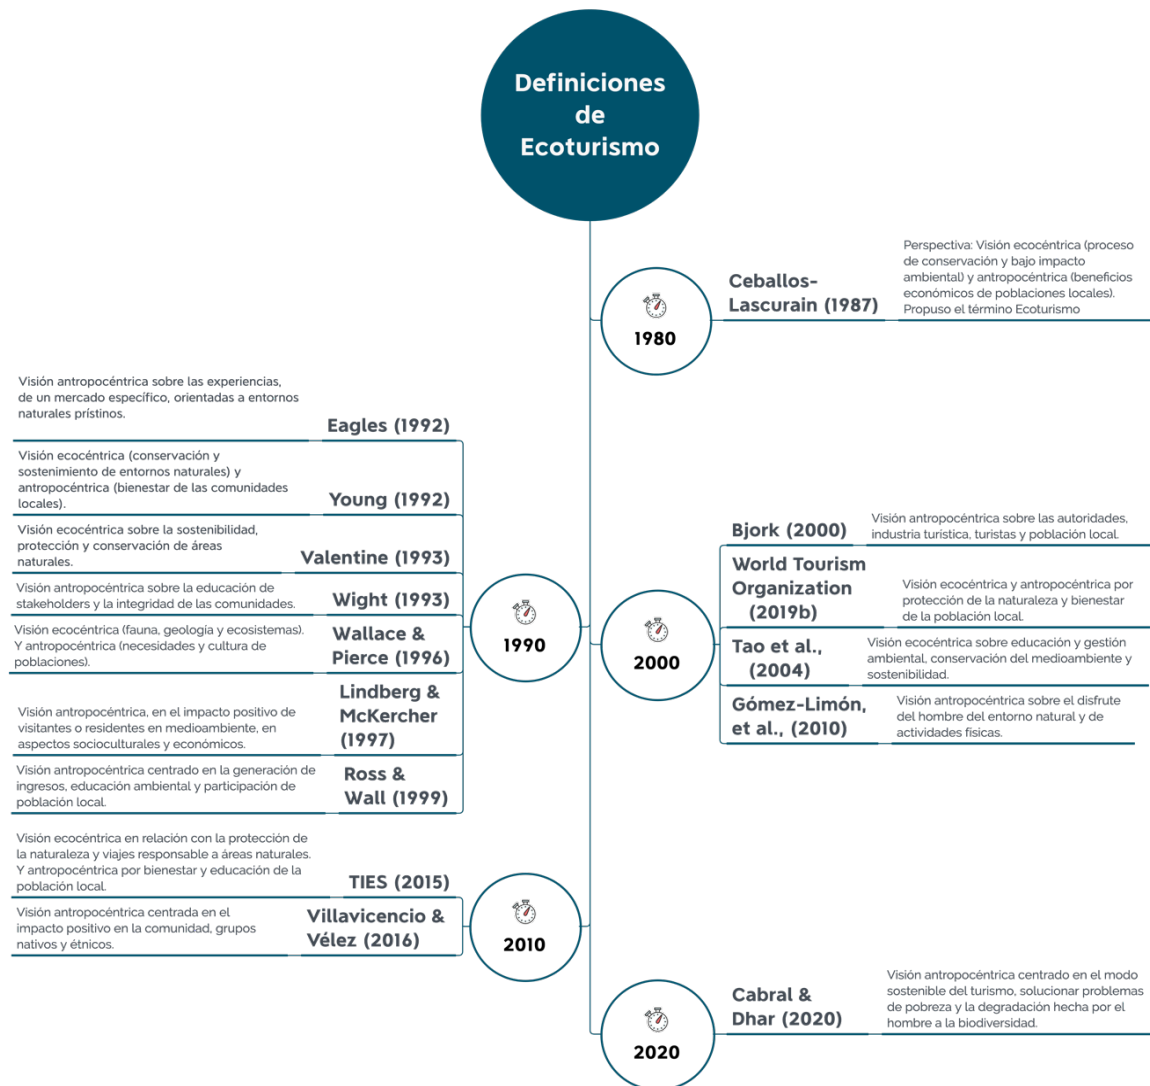 Definiciones
de
Ecoturismo
1980
Ceballos-
Lascurain (1987)
Perspectiva: Visión ecocéntrica (proceso
de conservación y bajo impacto
ambiental) y antropocéntrica (beneficios
económicos de poblaciones locales).
Propuso el término Ecoturismo
1990
Visión antropocéntrica sobre las experiencias,
de un mercado específico, orientadas a entornos
naturales prístinos.
Eagles (1992)
Visión ecocéntrica (conservación y
sostenimiento de entornos naturales) y
antropocéntrica (bienestar de las comunidades
locales).
Young (1992)
Visión ecocéntrica sobre la sostenibilidad,
protección y conservación de áreas
naturales.
Valentine (1993)
Visión antropocéntrica sobre la educación de
stakeholders y la integridad de las comunidades.
Wight (1993)
Visión ecocéntrica (fauna, geología y ecosistemas).
Y antropocéntrica (necesidades y cultura de
poblaciones).
Wallace &
Pierce (1996)
Visión antropocéntrica, en el impacto positivo de
visitantes o residentes en medioambiente, en
aspectos socioculturales y económicos.
Lindberg &
McKercher
(1997)
Visión antropocéntrica centrado en la generación de
ingresos, educación ambiental y participación de
población local.
Ross &
Wall (1999)
2000
Bjork (2000)
Visión antropocéntrica sobre las autoridades,
industria turística, turistas y población local.
World Tourism
Organization
(2019b)
Visión ecocéntrica y antropocéntrica por
protección de la naturaleza y bienestar
de la población local.
Tao et al.,
(2004)
Visión ecocéntrica sobre educación y gestión
ambiental, conservación del medioambiente y
sostenibilidad.
Gómez-Limón,
et al., (2010)
Visión antropocéntrica sobre el disfrute
del hombre del entorno natural y de
actividades físicas.
2010
Visión ecocéntrica en relación con la protección de
la naturaleza y viajes responsable a áreas naturales.
Y antropocéntrica por bienestar y educación de la
población local.
TIES (2015)
Visión antropocéntrica centrada en el
impacto positivo en la comunidad, grupos
nativos y étnicos.
Villavicencio &
Vélez (2016)
2020
Cabral &
Dhar (2020)
Visión antropocéntrica centrado en el modo
sostenible del turismo, solucionar problemas
de pobreza y la degradación hecha por el
hombre a la biodiversidad.